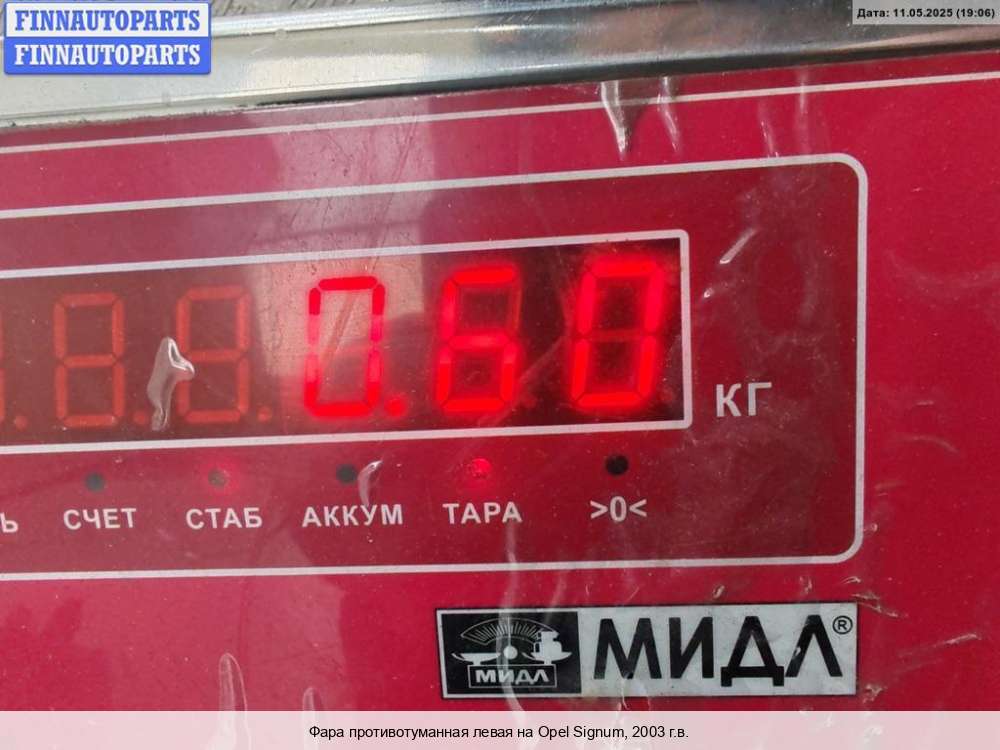 FINNAUTOPARTS
FINNAUTOPARTS
Дата: 11.05.2025 (19:06)
0.60
КГ
Ь СЧЕТ СТАБ АККУМ ТАРА >0<
МИДЛ
МИДЛ®
Фара противотуманная левая на Opel Signum, 2003 г.в.